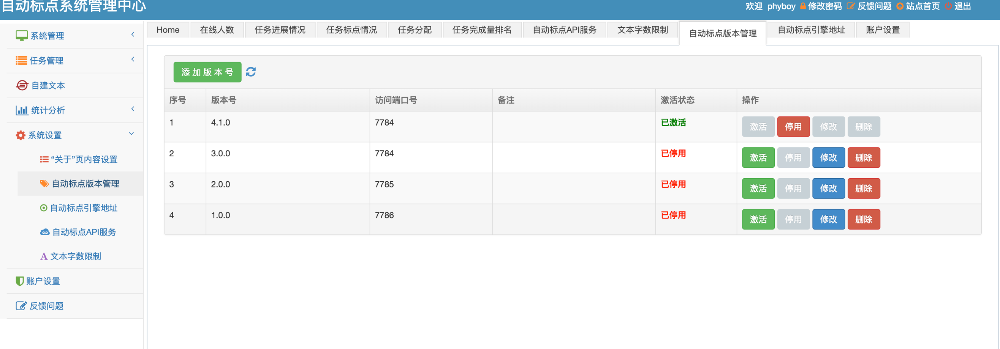 自动标点系统管理中心
欢迎 phyboy 修改密码 反馈问题 站点首页 退出
系统管理
任务管理
自建文本
统计分析
系统设置
“关于”页内容设置
自动标点版本管理
自动标点引擎地址
自动标点API服务
文本字数限制
账户设置
反馈问题
Home 在线人数 任务进展情况 任务标点情况 任务分配 任务完成量排名 自动标点API服务 文本字数限制 自动标点版本管理 自动标点引擎地址 账户设置
添加版本号
序号 版本号 访问端口号 备注 激活状态 操作
1 4.1.0 7784 已激活 激活 停用 修改 删除
2 3.0.0 7784 已停用 激活 停用 修改 删除
3 2.0.0 7785 已停用 激活 停用 修改 删除
4 1.0.0 7786 已停用 激活 停用 修改 删除